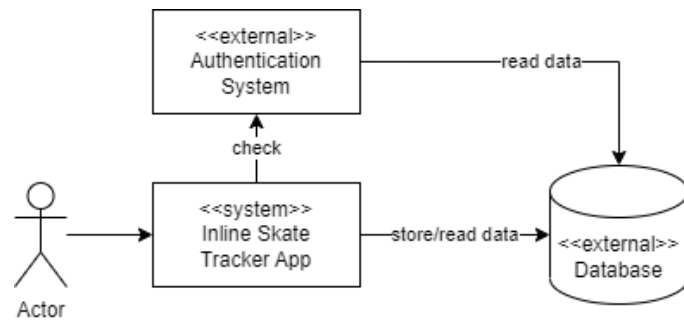 <<external>>
Authentication
System
read data
check
<<system>>
Inline Skate
Tracker App
store/read data
<<external>>
Database
Actor